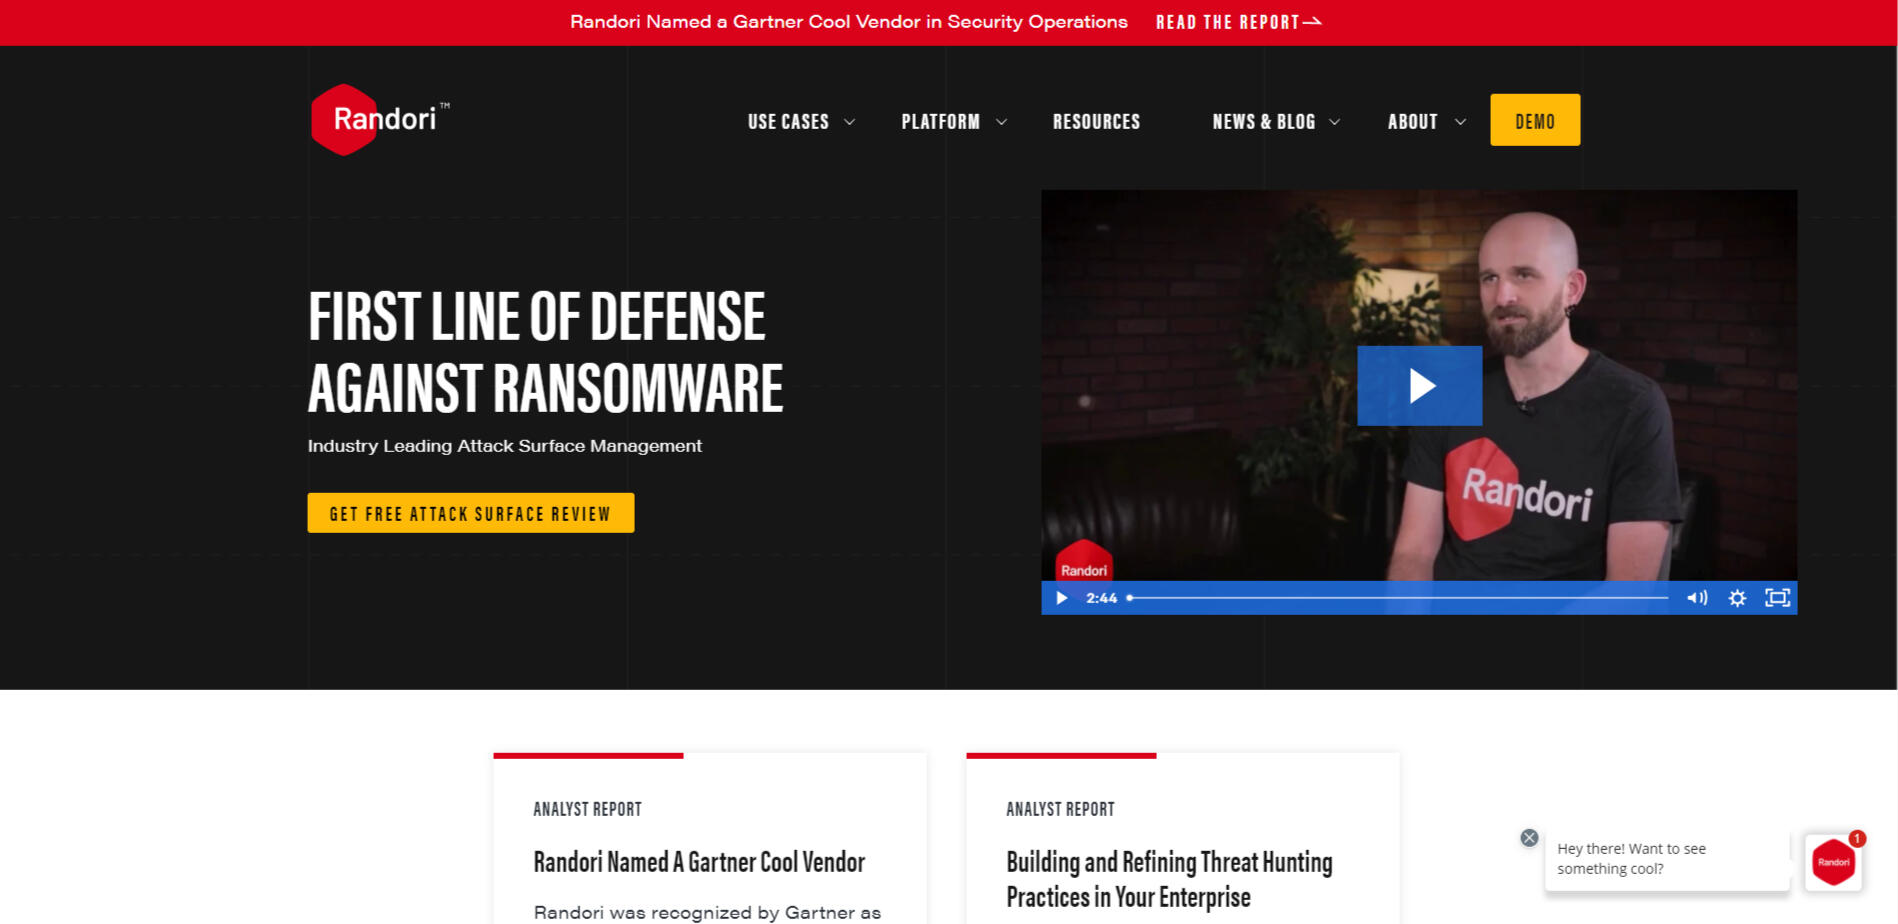 Randori Named a Gartner Cool Vendor in Security Operations READ THE REPORT
Randori™
USE CASES PLATFORM RESOURCES NEWS & BLOG ABOUT DEMO
FIRST LINE OF DEFENSE
AGAINST RANSOMWARE
Industry Leading Attack Surface Management
GET FREE ATTACK SURFACE REVIEW
Randori
Randori
2:44
ANALYST REPORT
Randori Named A Gartner Cool Vendor
Randori was recognized by Gartner as
ANALYST REPORT
Building and Refining Threat Hunting
Practices in Your Enterprise
Hey there! Want to see
something cool?
Randori
1